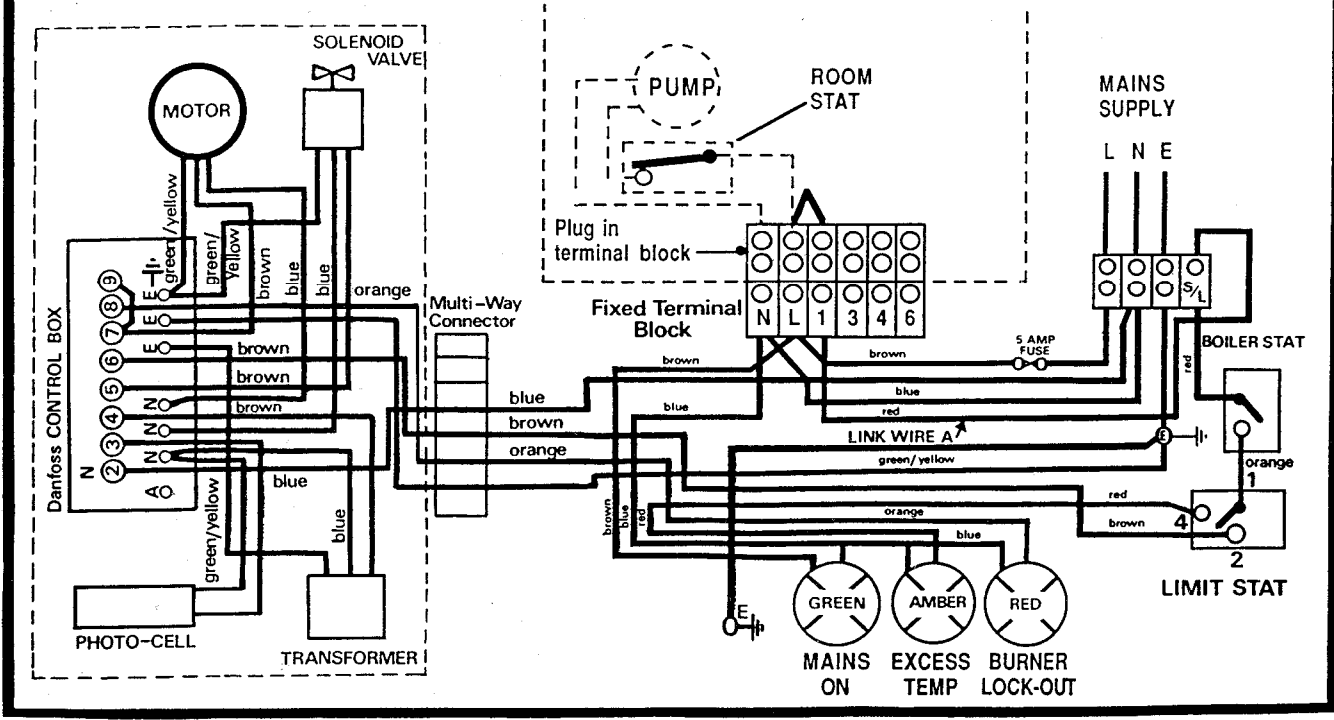 SOLENOID
VALVE
MOTOR
green/yellow
green/
yellow
brown
blue
blue
orange
Danfoss CONTROL BOX
9
8
7
6
5
4
3
2
N
E
E
E
N
N
N
A
brown
brown
brown
blue
green/yellow
blue
PHOTO-CELL
TRANSFORMER
Multi-Way
Connector
blue
brown
orange
PUMP
ROOM
STAT
Plug in
terminal block
Fixed Terminal
Block
N L 1 3 4 6
MAINS
SUPPLY
L N E
S/L
5 AMP
FUSE
BOILER STAT
brown
brown
blue
blue
red
red
LINK WIRE A
E
green/yellow
orange
1
red
4
orange
brown
blue
2
brown
blue
red
LIMIT STAT
E
GREEN
AMBER
RED
MAINS
ON
EXCESS
TEMP
BURNER
LOCK-OUT